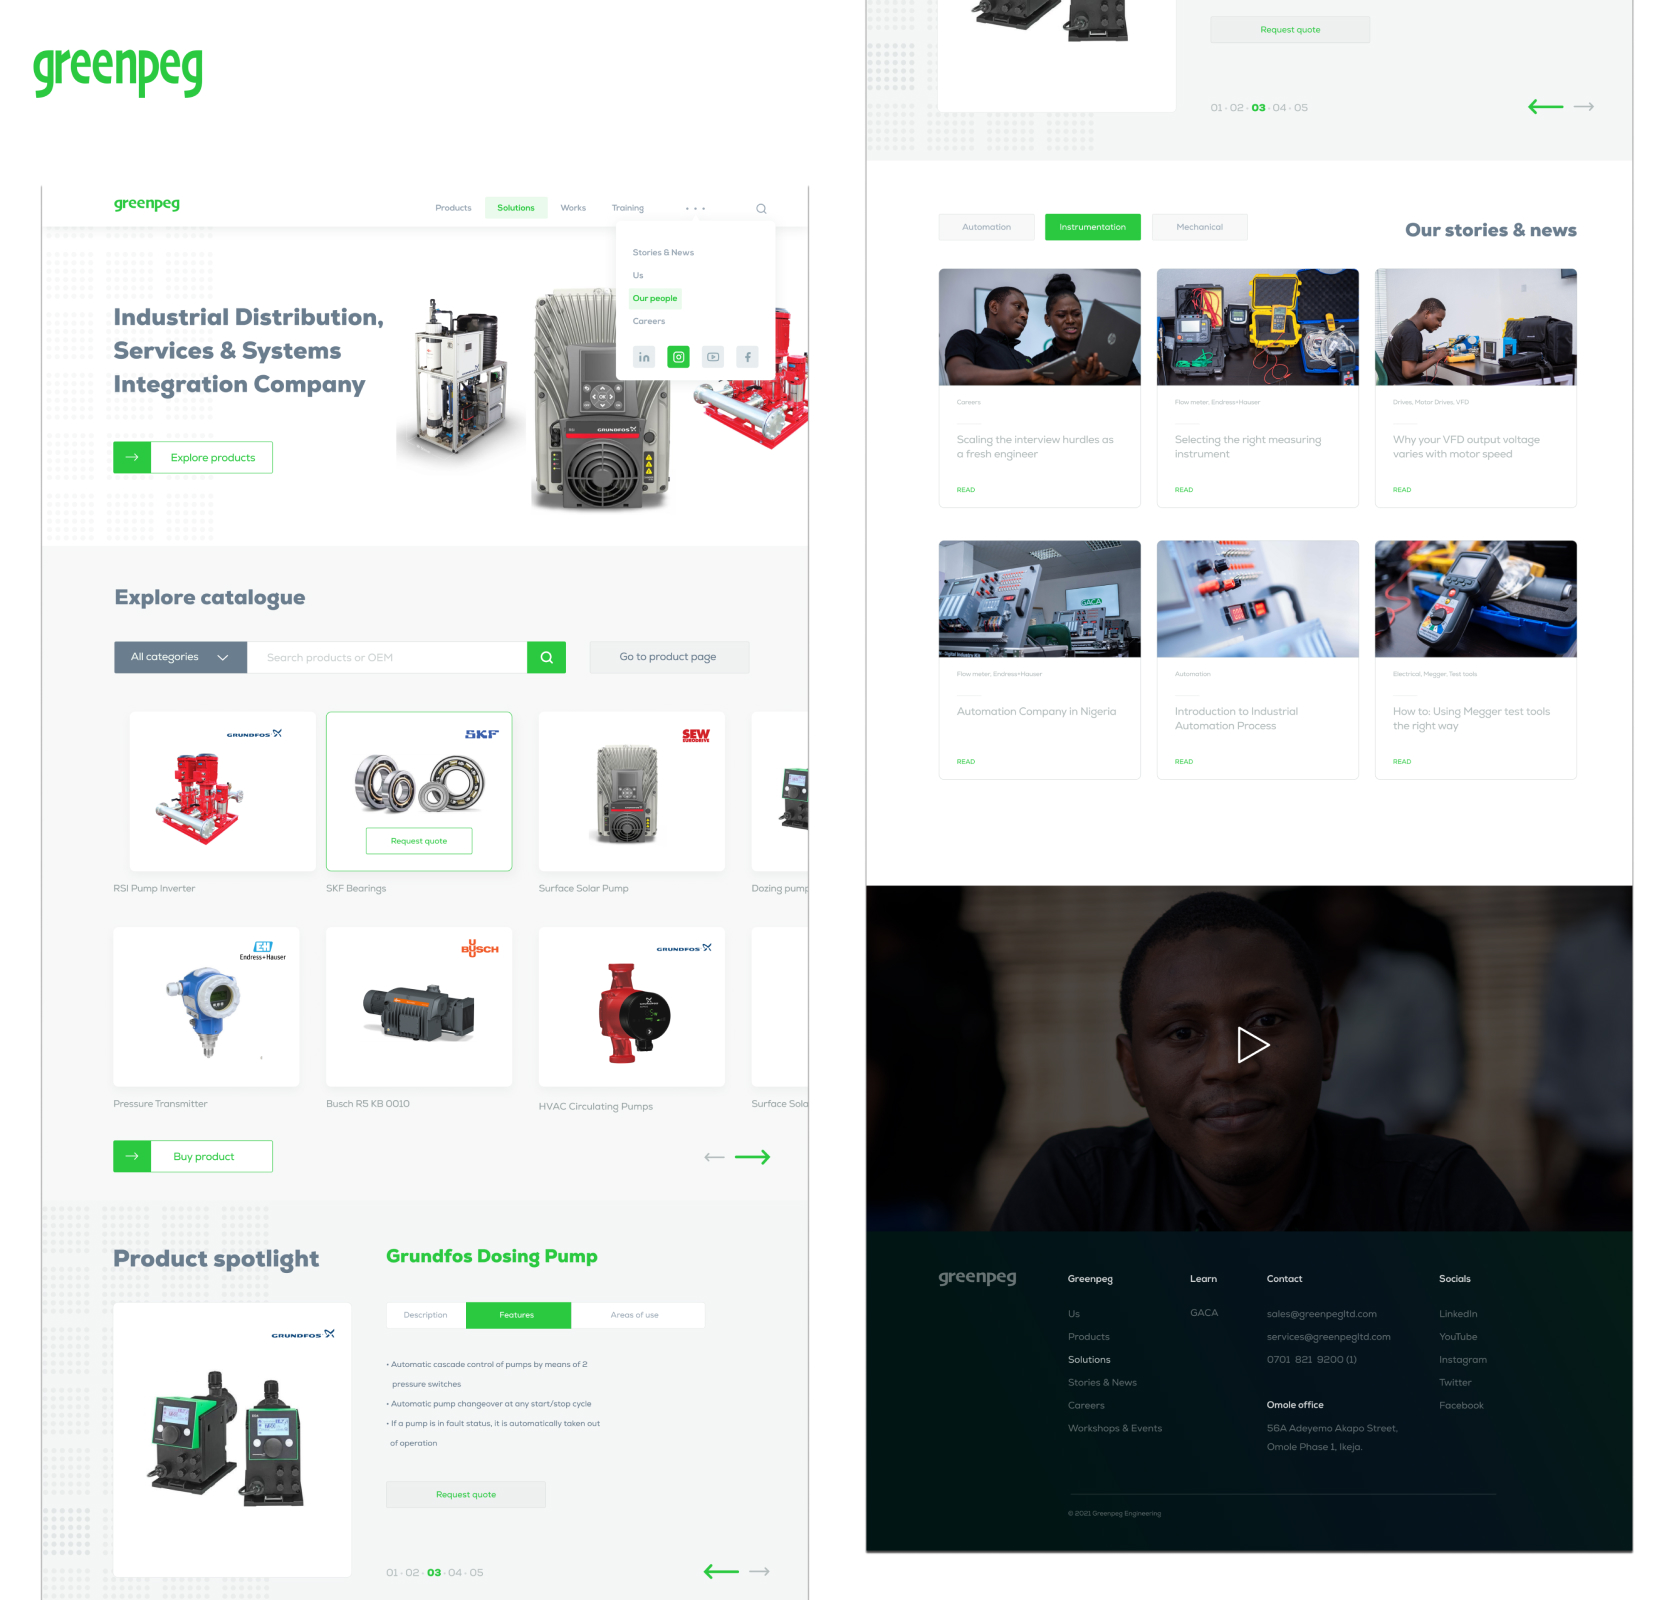 greenpeg
greenpeg
Products
Solutions
Works
Training
Stories & News
Us
Our people
Careers
Industrial Distribution,
Services & Systems
Integration Company
Explore products
GRUNDFOS
Explore catalogue
All categories
Search products or OEM
Go to product page
GRUNDFOS
SKF
SEW
EURODRIVE
Request quote
RSI Pump Inverter
SKF Bearings
Surface Solar Pump
Dozing pump
EH
Endress+Hauser
BUSCH
GRUNDFOS
Pressure Transmitter
Busch R5 KB 0010
HVAC Circulating Pumps
Surface Sola
Buy product
Product spotlight
Grundfos Dosing Pump
GRUNDFOS
Description
Features
Areas of use
• Automatic cascade control of pumps by means of 2
pressure switches
• Automatic pump changeover at any start/stop cycle
• If a pump is in fault status, it is automatically taken out
of operation
Request quote
01 · 02 · 03 · 04 · 05
Request quote
01 · 02 · 03 · 04 · 05
Automation
Instrumentation
Mechanical
Our stories & news
Careers
Scaling the interview hurdles as
a fresh engineer
READ
Flow meter, Endress+Hauser
Selecting the right measuring
instrument
READ
Drives, Motor Drives, VFD
Why your VFD output voltage
varies with motor speed
READ
GACA
Flow meter, Endress+Hauser
Automation Company in Nigeria
READ
Automation
Introduction to Industrial
Automation Process
READ
Electrical, Megger, Test tools
How to: Using Megger test tools
the right way
READ
greenpeg
Greenpeg
Us
Products
Solutions
Stories & News
Careers
Workshops & Events
Learn
GACA
Contact
sales@greenpegltd.com
services@greenpegltd.com
0701 821 9200 (1)
Omole office
56A Adeyemo Akapo Street,
Omole Phase 1, Ikeja.
Socials
LinkedIn
YouTube
Instagram
Twitter
Facebook
© 2021 Greenpeg Engineering